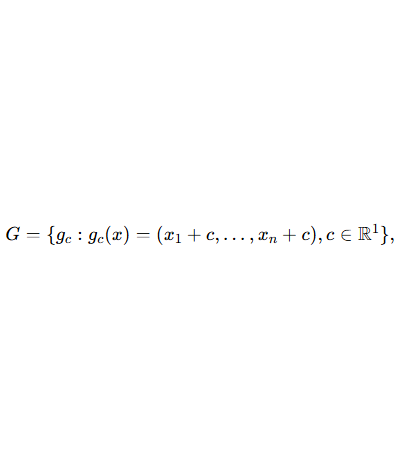 G = {g_c : g_c(x) = (x_1 + c, …, x_n + c), c ∈ ℝ^1},